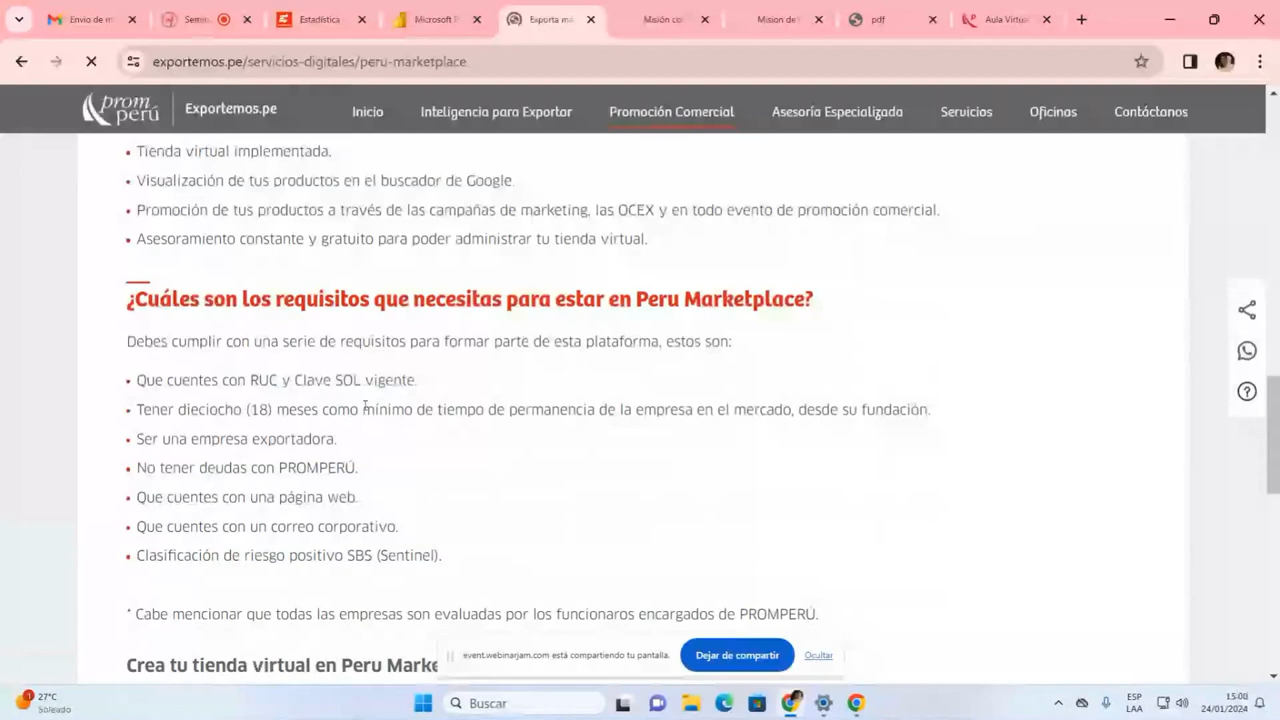 Envio de m
Semin
Estadística
Microsoft P
Exporta má
Misión co
Mision de
pdf
Aula Virtua
exportemos.pe/servicios-digitales/peru-marketplace
prom perú
Exportemos.pe
Inicio
Inteligencia para Exportar
Promoción Comercial
Asesoría Especializada
Servicios
Oficinas
Contáctanos
• Tienda virtual implementada.
• Visualización de tus productos en el buscador de Google.
• Promoción de tus productos a través de las campañas de marketing, las OCEX y en todo evento de promoción comercial.
• Asesoramiento constante y gratuito para poder administrar tu tienda virtual.
¿Cuáles son los requisitos que necesitas para estar en Peru Marketplace?
Debes cumplir con una serie de requisitos para formar parte de esta plataforma, estos son:
• Que cuentes con RUC y Clave SOL vigente.
• Tener dieciocho (18) meses como mínimo de tiempo de permanencia de la empresa en el mercado, desde su fundación.
• Ser una empresa exportadora.
• No tener deudas con PROMPERÚ.
• Que cuentes con una página web.
• Que cuentes con un correo corporativo.
• Clasificación de riesgo positivo SBS (Sentinel).
* Cabe mencionar que todas las empresas son evaluadas por los funcionaros encargados de PROMPERÚ.
event.webinarjam.com está compartiendo tu pantalla.
Dejar de compartir
Ocultar
Crea tu tienda virtual en Peru Marke
27°C
Soleado
Buscar
ESP
LAA
15:00
24/01/2024